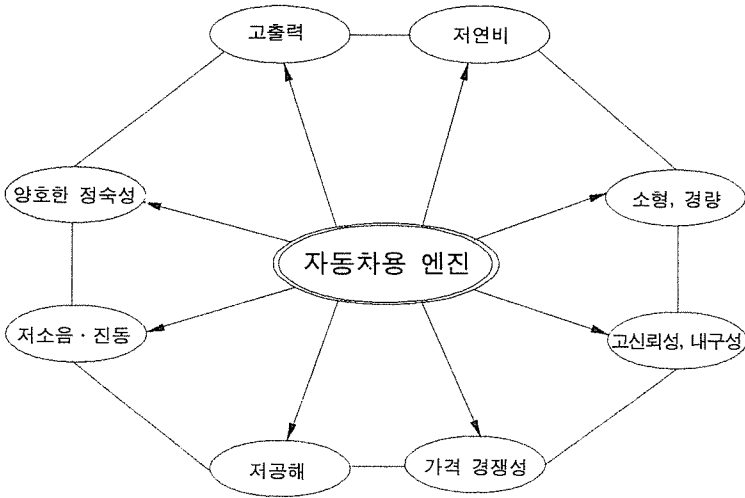 고출력
저연비
양호한 정숙성
소형, 경량
자동차용 엔진
저소음 · 진동
고신뢰성, 내구성
저공해
가격 경쟁성